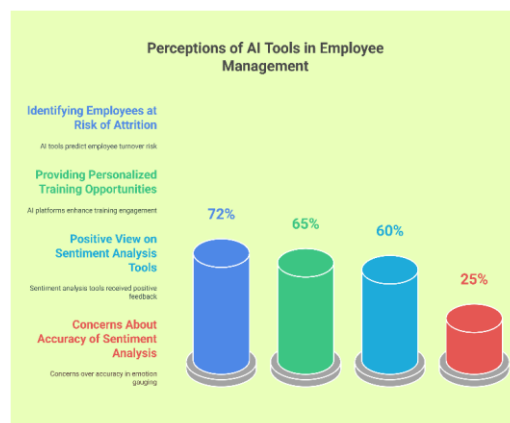 Perceptions of AI Tools in Employee
Management
Identifying Employees at
Risk of Attrition
AI tools predict employee turnover risk
Providing Personalized
Training Opportunities
AI platforms enhance training engagement
Positive View on
Sentiment Analysis
Tools
Sentiment analysis tools received positive
feedback
Concerns About
Accuracy of Sentiment
Analysis
Concerns over accuracy in emotion
gauging
72%
65%
60%
25%